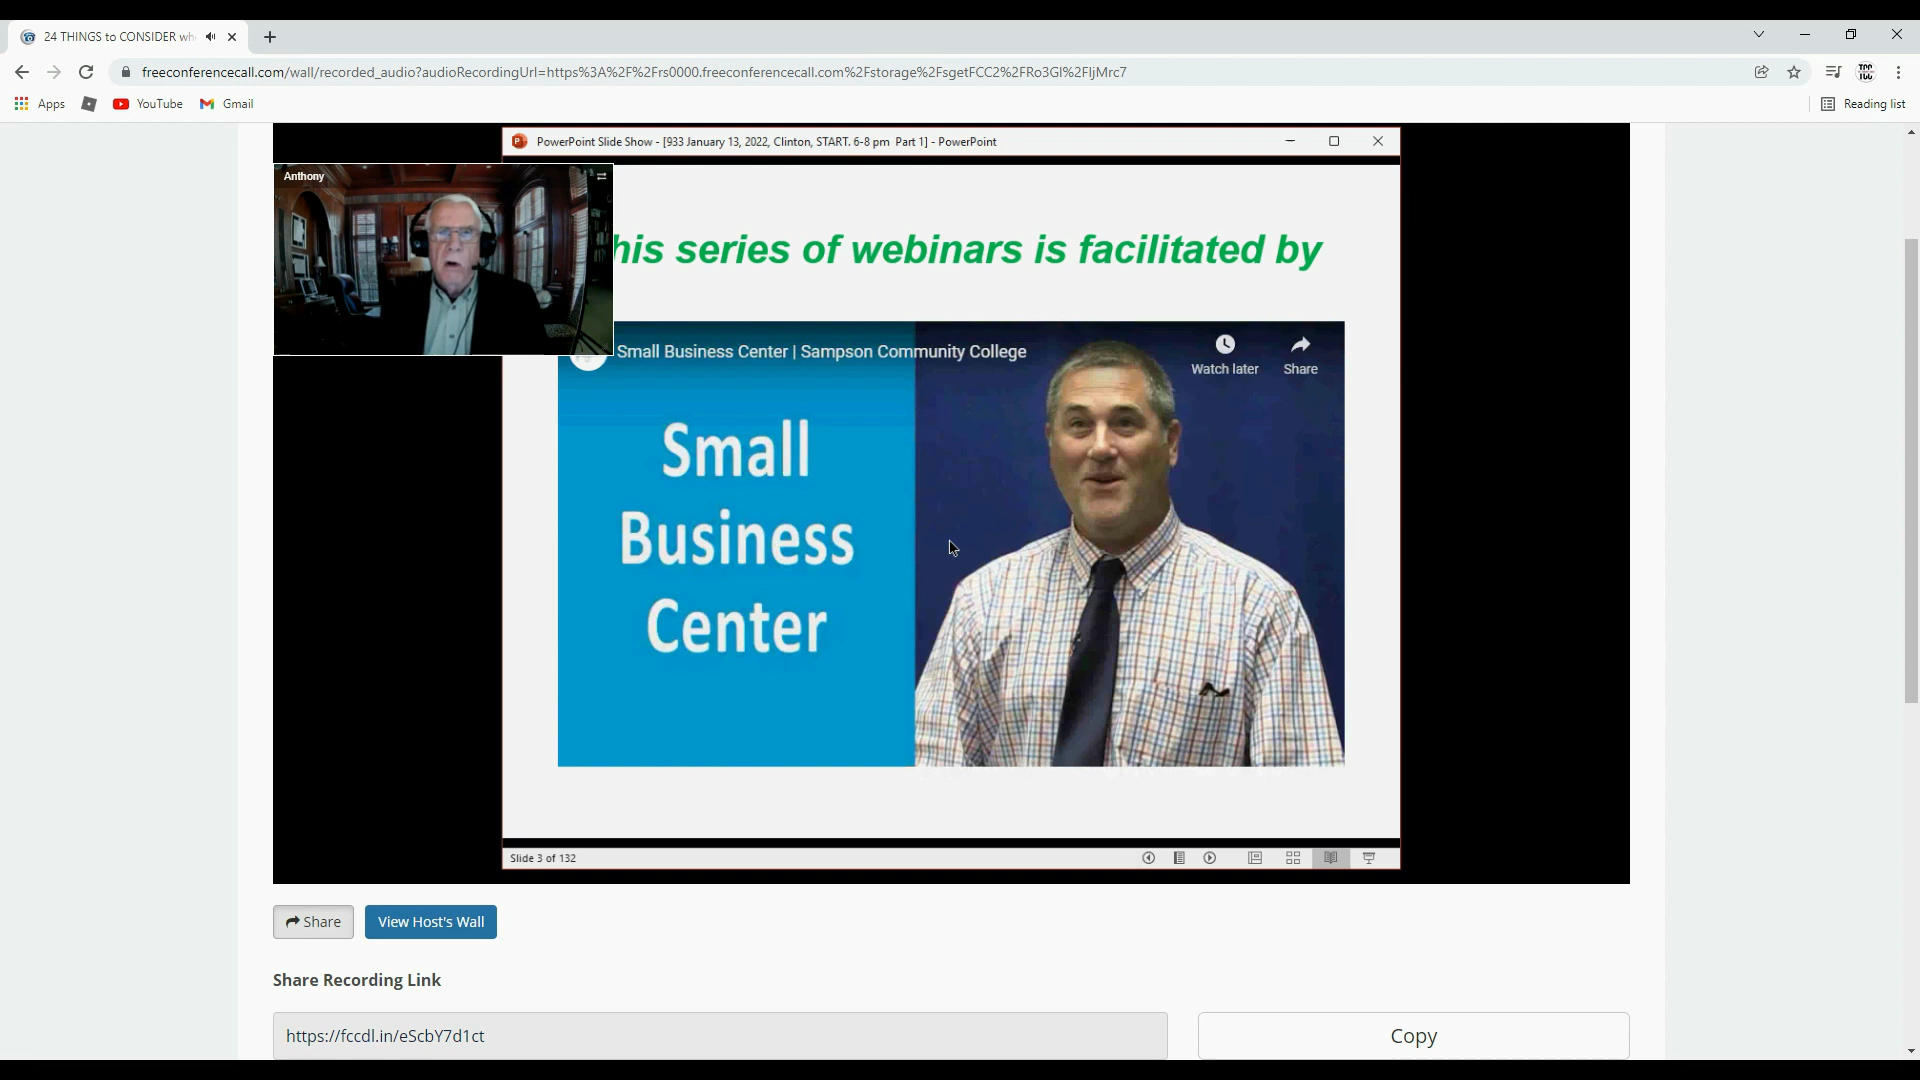 24 THINGS to CONSIDER wh
freeconferencecall.com/wall/recorded_audio?audioRecordingUrl=https%3A%2F%2Frs0000.freeconferencecall.com%2Fstorage%2FsgetFCC2%2FRo3Gl%2FIjMrc7
Apps
YouTube
Gmail
Reading list
PowerPoint Slide Show - [933 January 13, 2022, Clinton, START. 6-8 pm Part 1] - PowerPoint
Anthony
his series of webinars is facilitated by
Small Business Center | Sampson Community College
Watch later
Share
Small
Business
Center
Slide 3 of 132
Share
View Host's Wall
Share Recording Link
https://fccdl.in/eScbY7d1ct
Copy